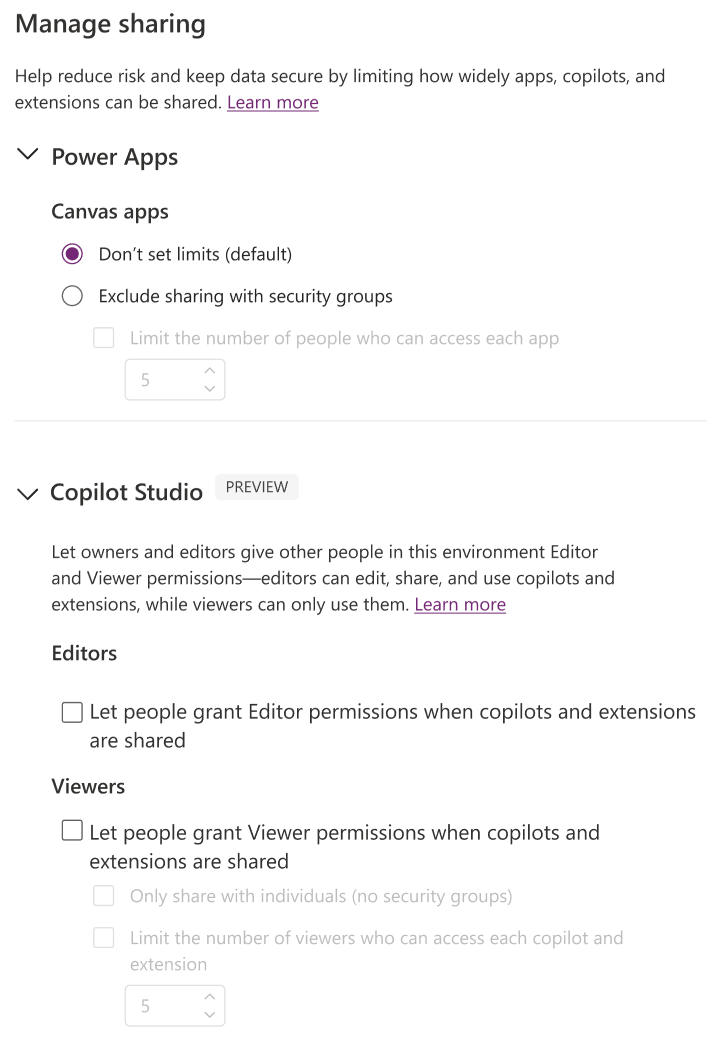 Manage sharing
Help reduce risk and keep data secure by limiting how widely apps, copilots, and
extensions can be shared. Learn more
Power Apps
Canvas apps
Don’t set limits (default)
Exclude sharing with security groups
Limit the number of people who can access each app
5
Copilot Studio PREVIEW
Let owners and editors give other people in this environment Editor
and Viewer permissions—editors can edit, share, and use copilots and
extensions, while viewers can only use them. Learn more
Editors
Let people grant Editor permissions when copilots and extensions
are shared
Viewers
Let people grant Viewer permissions when copilots and
extensions are shared
Only share with individuals (no security groups)
Limit the number of viewers who can access each copilot and
extension
5